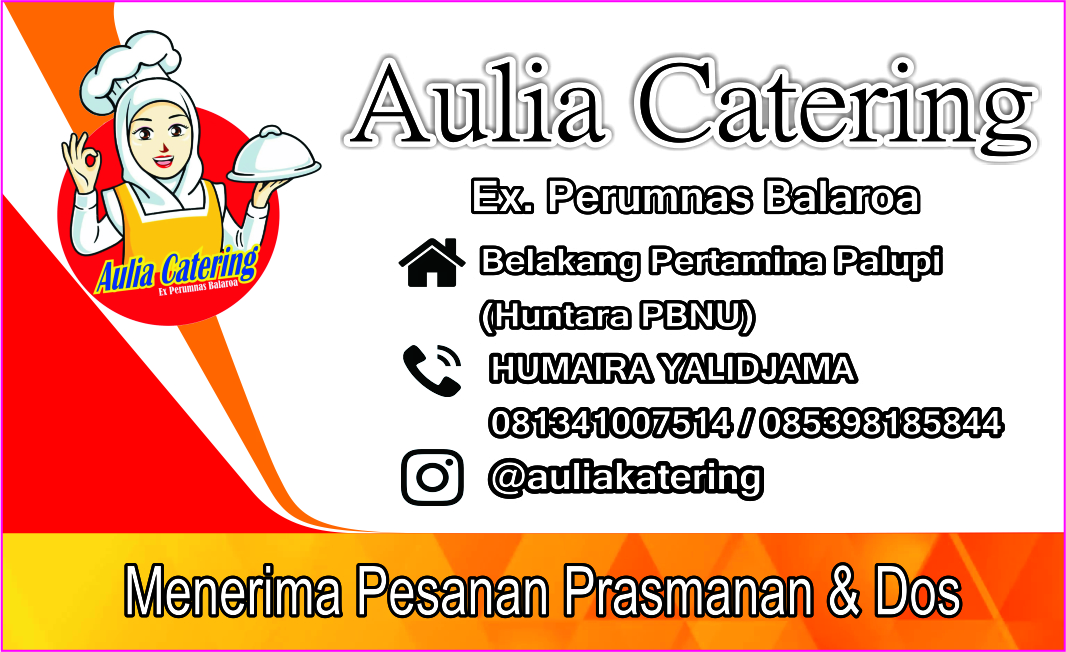 Aulia Catering
Ex. Perumnas Balaroa
Aulia Catering
Ex. Perumnas Balaroa
Belakang Pertamina Palupi
(Huntara PBNU)
HUMAIRA YALIDJAMA
081341007514 / 085398185844
@auliakatering
Menerima Pesanan Prasmanan & Dos